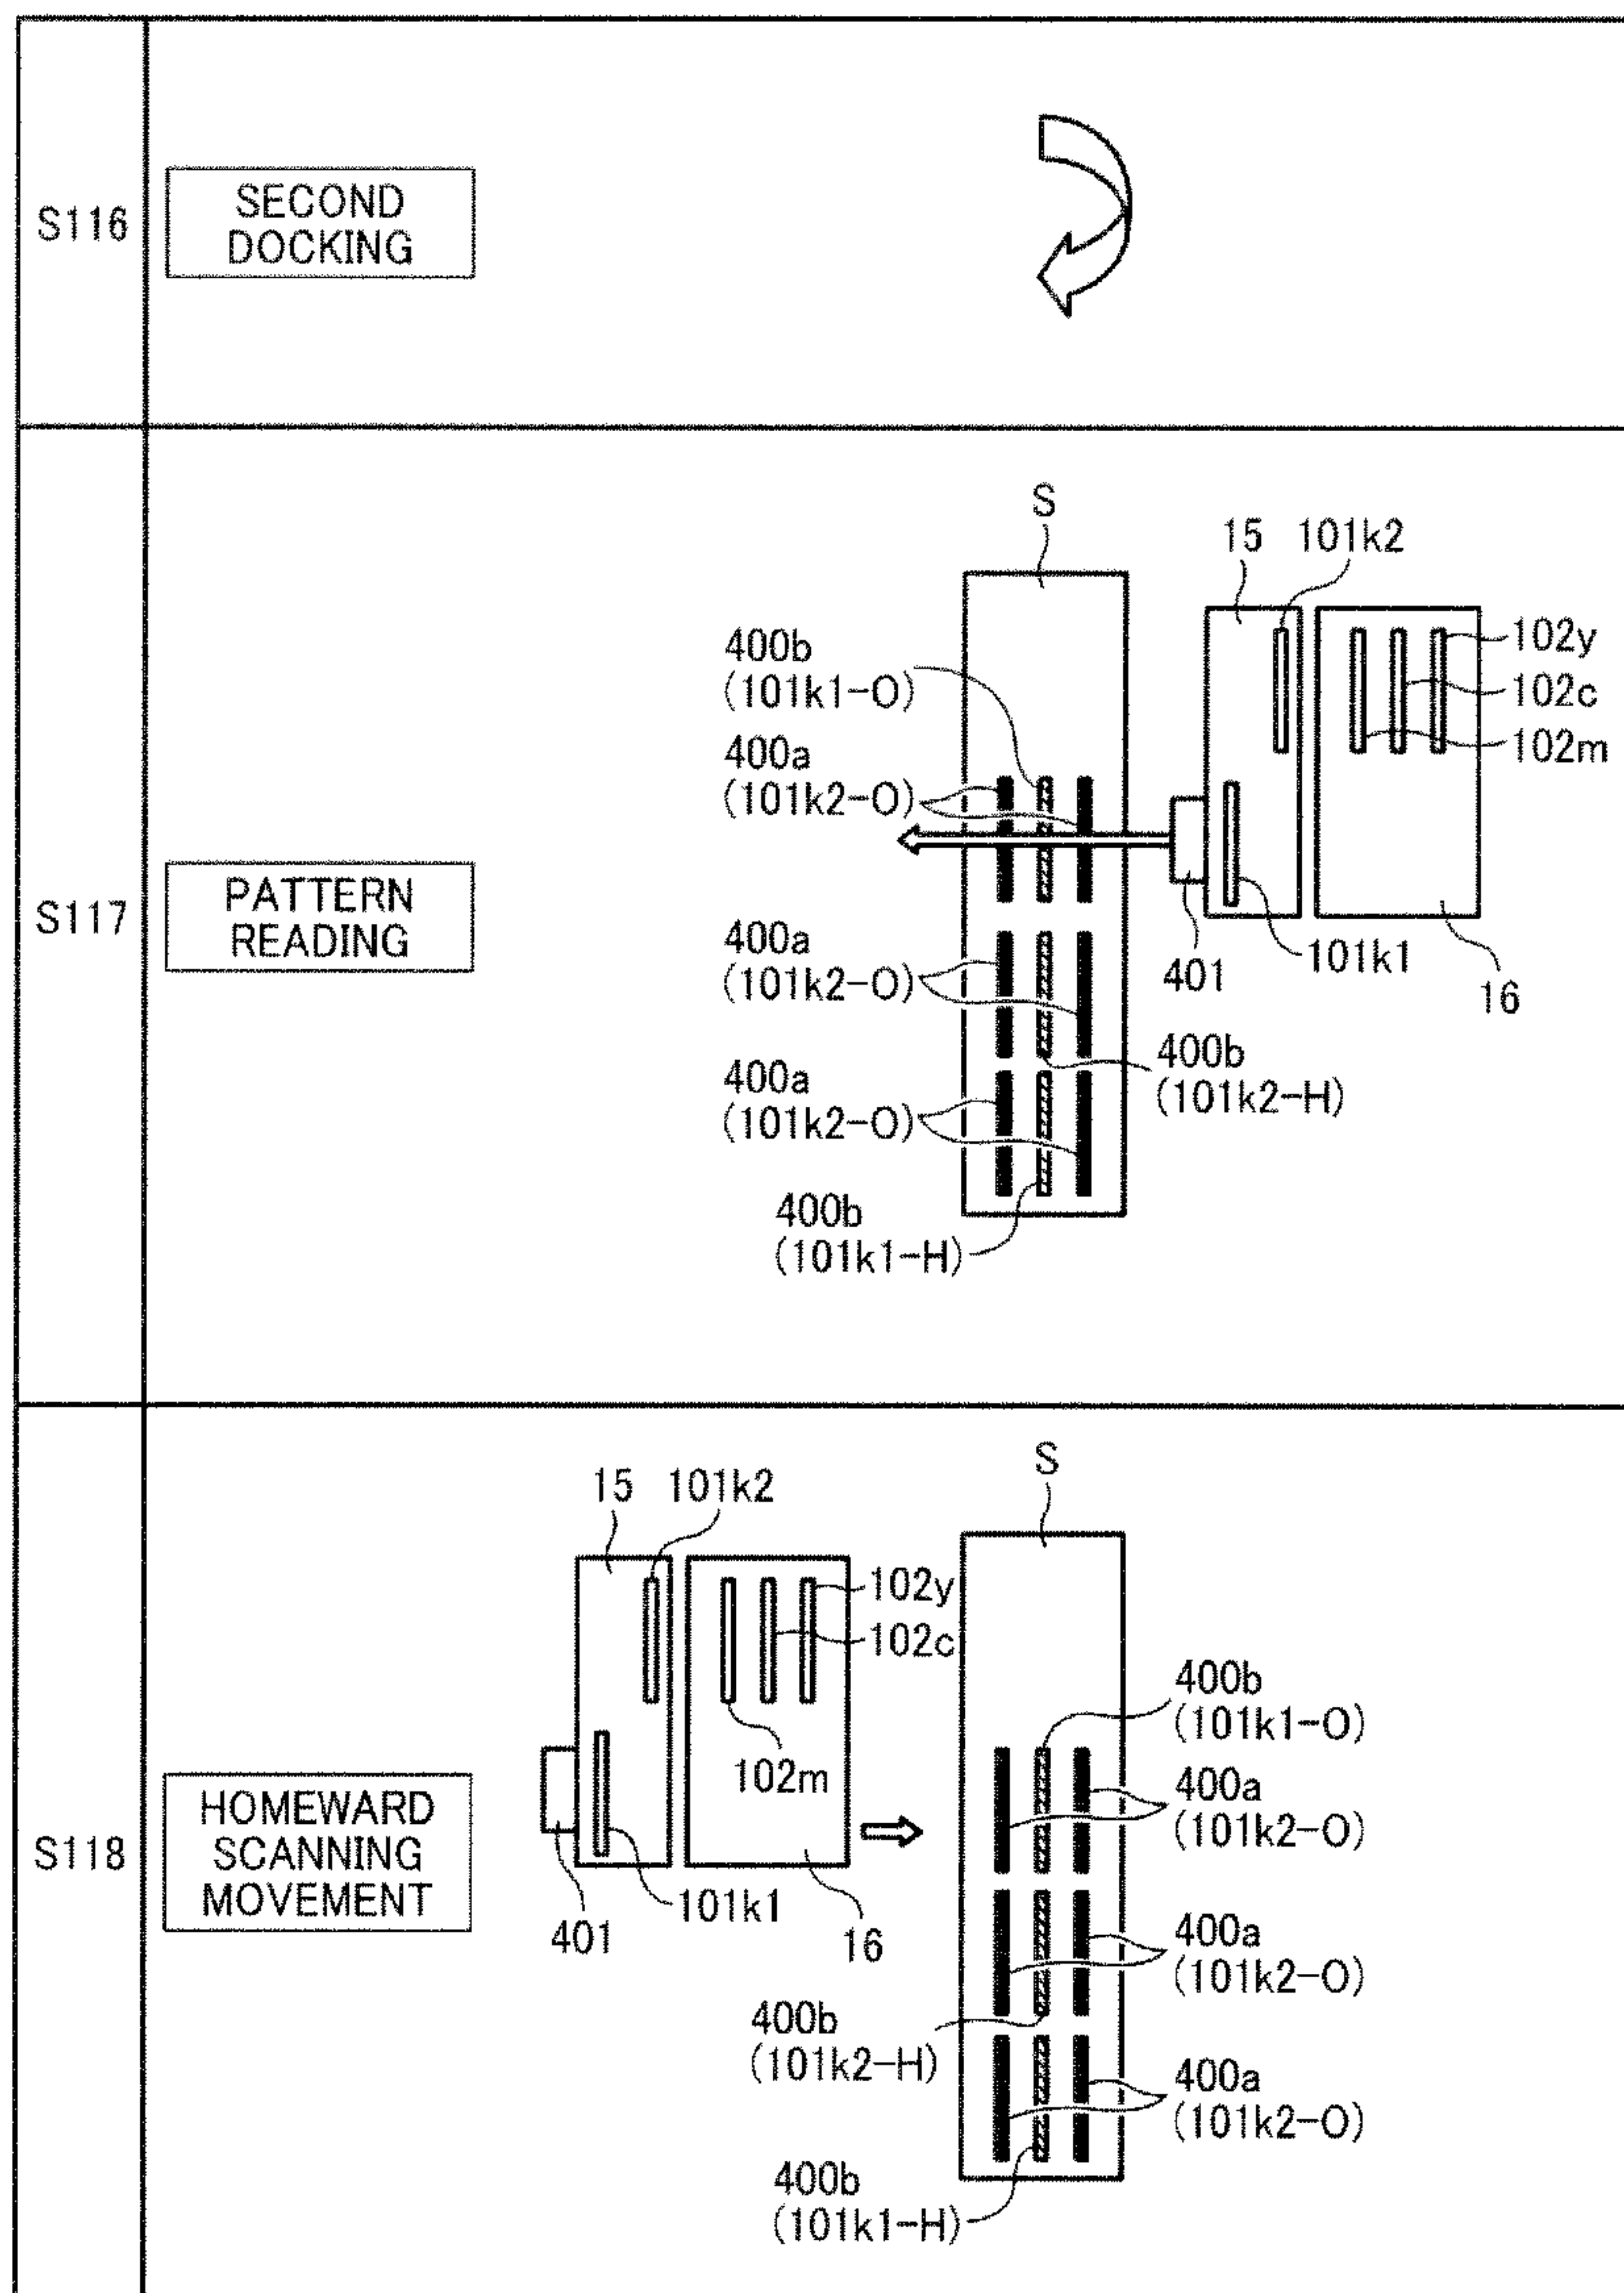 S116
SECOND
DOCKING
S117
PATTERN
READING
S
15
101k2
400b
(101k1-O)
102y
102c
102m
400a
(101k2-O)
400a
(101k2-O)
401
101k1
16
400b
(101k2-H)
400a
(101k2-O)
400b
(101k1-H)
S118
HOMEWARD
SCANNING
MOVEMENT
15
101k2
S
102y
102c
102m
401
101k1
16
400b
(101k1-O)
400a
(101k2-O)
400a
(101k2-O)
400b
(101k2-H)
400a
(101k2-O)
400b
(101k1-H)